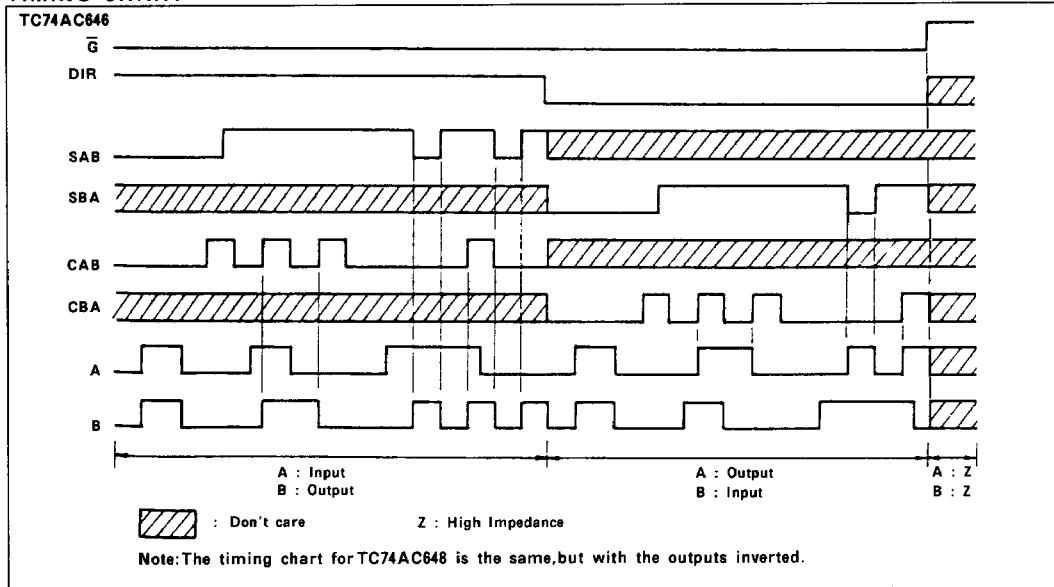 TC74AC646
G̅
DIR
SAB
SBA
CAB
CBA
A
B
A : Input
B : Output
A : Output
B : Input
A : Z
B : Z
: Don't care
Z : High Impedance
Note:The timing chart for TC74AC648 is the same,but with the outputs inverted.